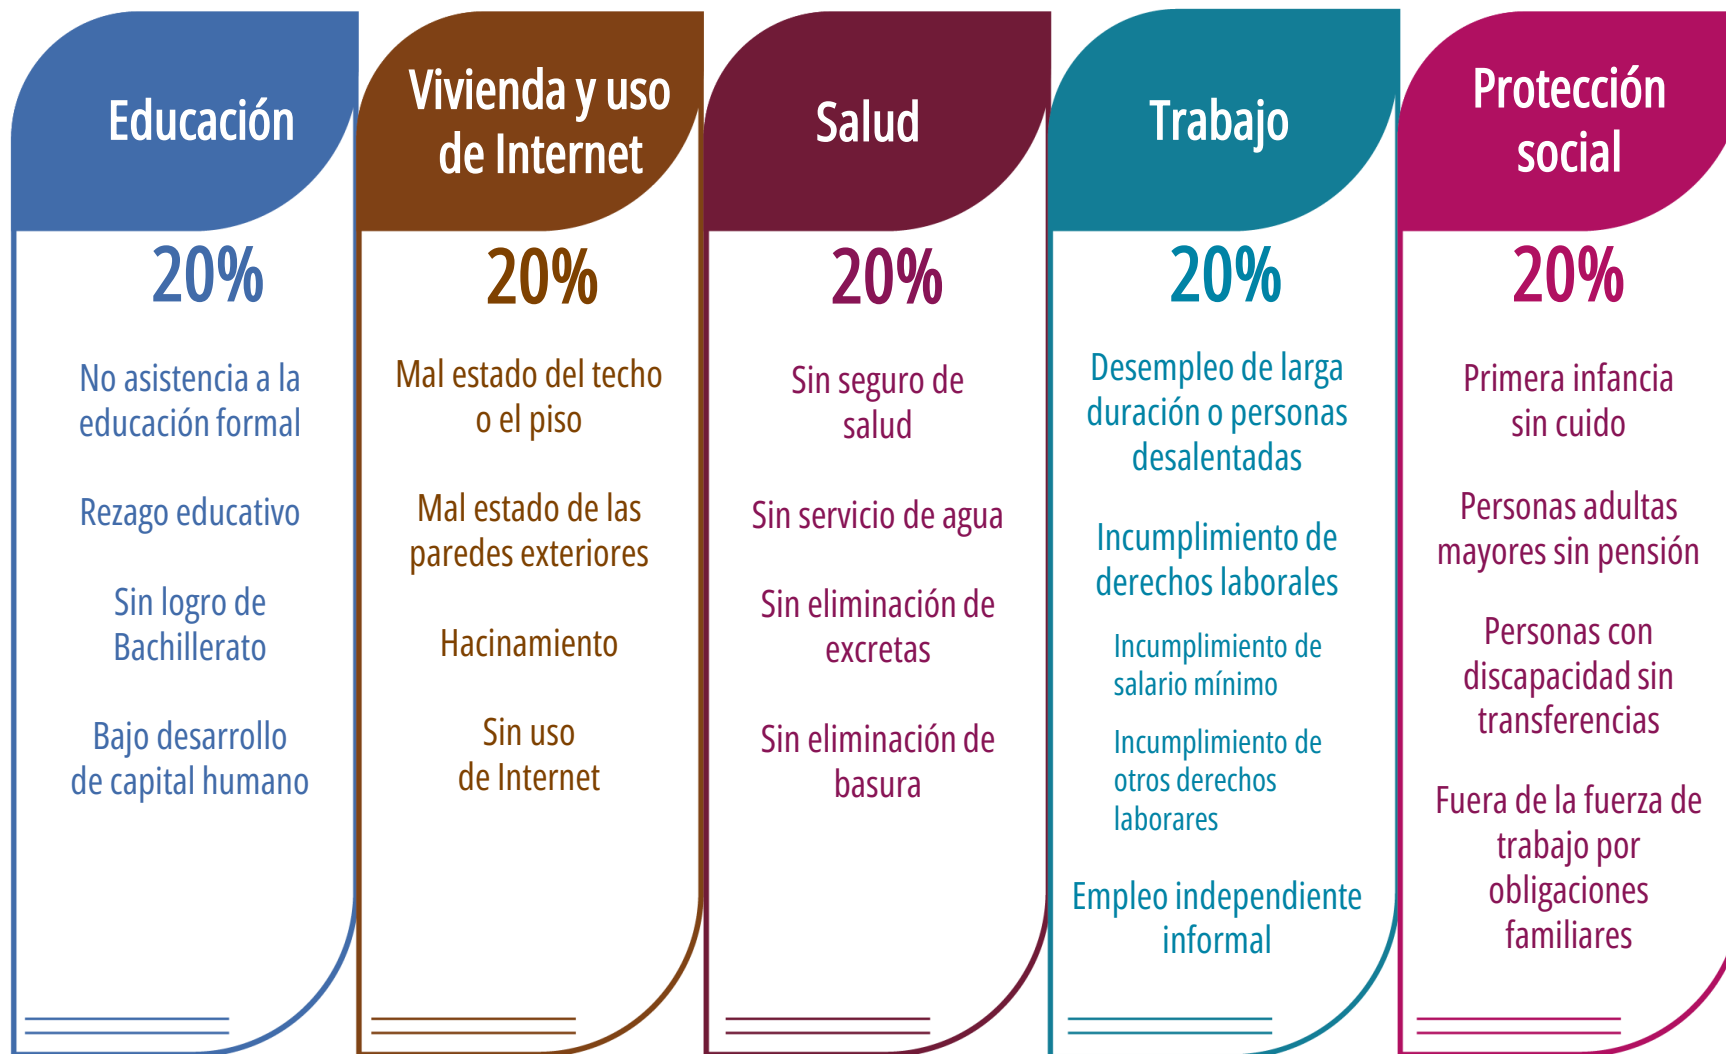 Educación
20%
No asistencia a la
educación formal
Rezago educativo
Sin logro de
Bachillerato
Bajo desarrollo
de capital humano
Vivienda y uso
de Internet
20%
Mal estado del techo
o el piso
Mal estado de las
paredes exteriores
Hacinamiento
Sin uso
de Internet
Salud
20%
Sin seguro de
salud
Sin servicio de agua
Sin eliminación de
excretas
Sin eliminación de
basura
Trabajo
20%
Desempleo de larga
duración o personas
desalentadas
Incumplimiento de
derechos laborales
Incumplimiento de
salario mínimo
Incumplimiento de
otros derechos
laborares
Empleo independiente
informal
Protección
social
20%
Primera infancia
sin cuido
Personas adultas
mayores sin pensión
Personas con
discapacidad sin
transferencias
Fuera de la fuerza de
trabajo por
obligaciones
familiares